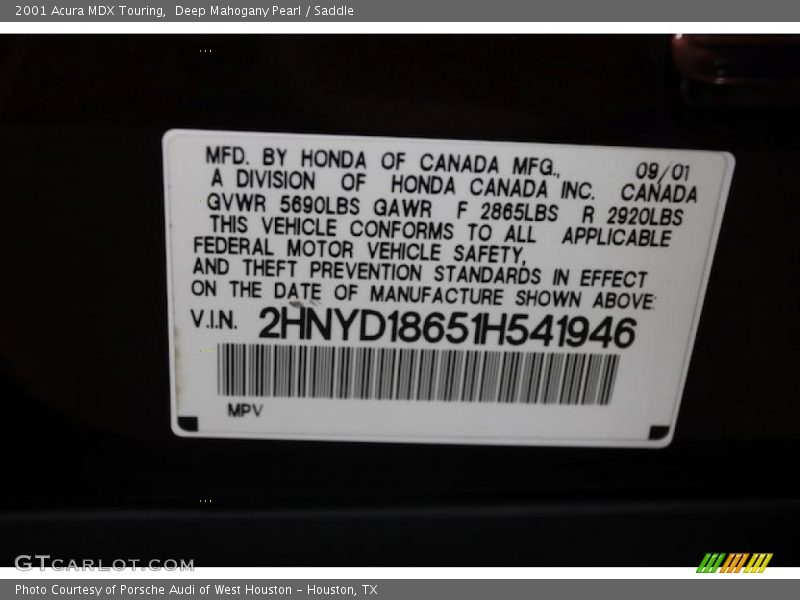 2001 Acura MDX Touring,  Deep Mahogany Pearl / Saddle
MFD. BY HONDA OF CANADA MFG., 09/01
A DIVISION OF HONDA CANADA INC. CANADA
GVWR 5690LBS GAWR F 2865LBS R 2920LBS
THIS VEHICLE CONFORMS TO ALL APPLICABLE
FEDERAL MOTOR VEHICLE SAFETY,
AND THEFT PREVENTION STANDARDS IN EFFECT
ON THE DATE OF MANUFACTURE SHOWN ABOVE:
V.I.N. 2HNYD18651H541946
MPV
GTCARLOT.COM
Photo Courtesy of Porsche Audi of West Houston – Houston, TX